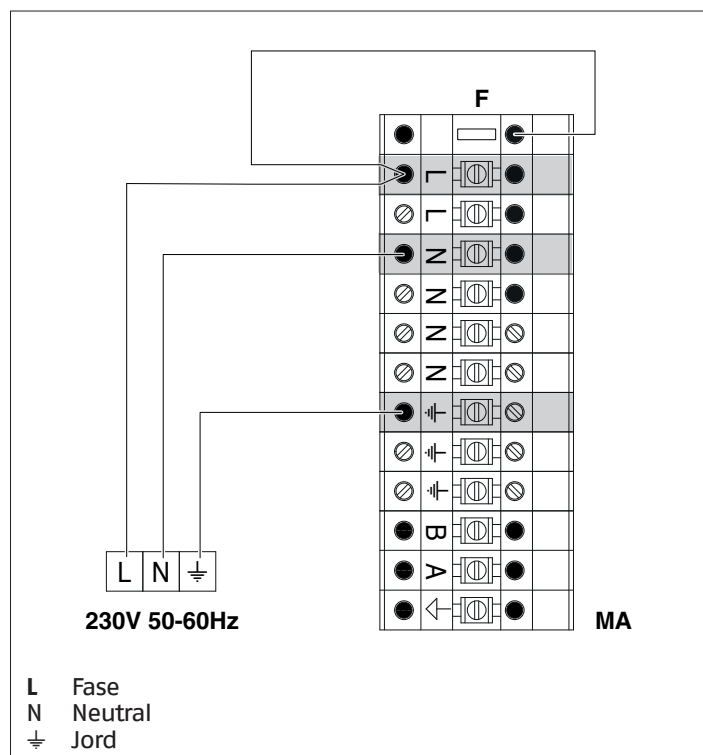 F
L
L
N
N
N
N
⏚
⏚
⏚
B
A
L N ⏚
230V 50-60Hz
MA
L Fase
N Neutral
⏚ Jord